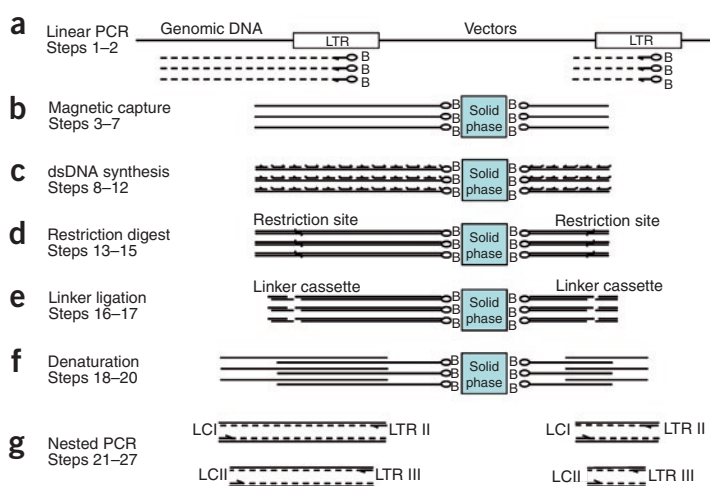 a
Linear PCR
Steps 1–2
Genomic DNA
LTR
Vectors
LTR
B
B
B
B
B
B
b
Magnetic capture
Steps 3–7
B
B
B
Solid
phase
B
B
B
c
dsDNA synthesis
Steps 8–12
B
B
B
Solid
phase
B
B
B
d
Restriction digest
Steps 13–15
Restriction site
B
B
B
Solid
phase
B
B
B
Restriction site
e
Linker ligation
Steps 16–17
Linker cassette
B
B
B
Solid
phase
B
B
B
Linker cassette
f
Denaturation
Steps 18–20
B
B
B
Solid
phase
B
B
B
g
Nested PCR
Steps 21–27
LCI
LTR II
LCI
LTR II
LCII
LTR III
LCII
LTR III